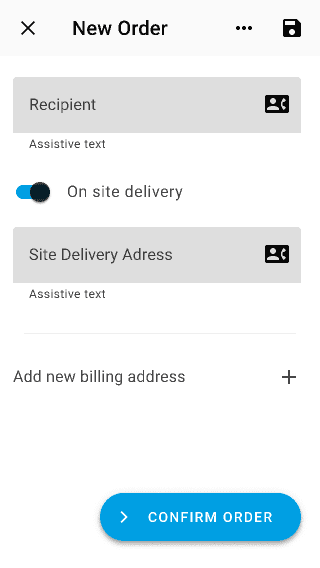 New Order
Recipient
Assistive text
On site delivery
Site Delivery Adress
Assistive text
Add new billing address
CONFIRM ORDER